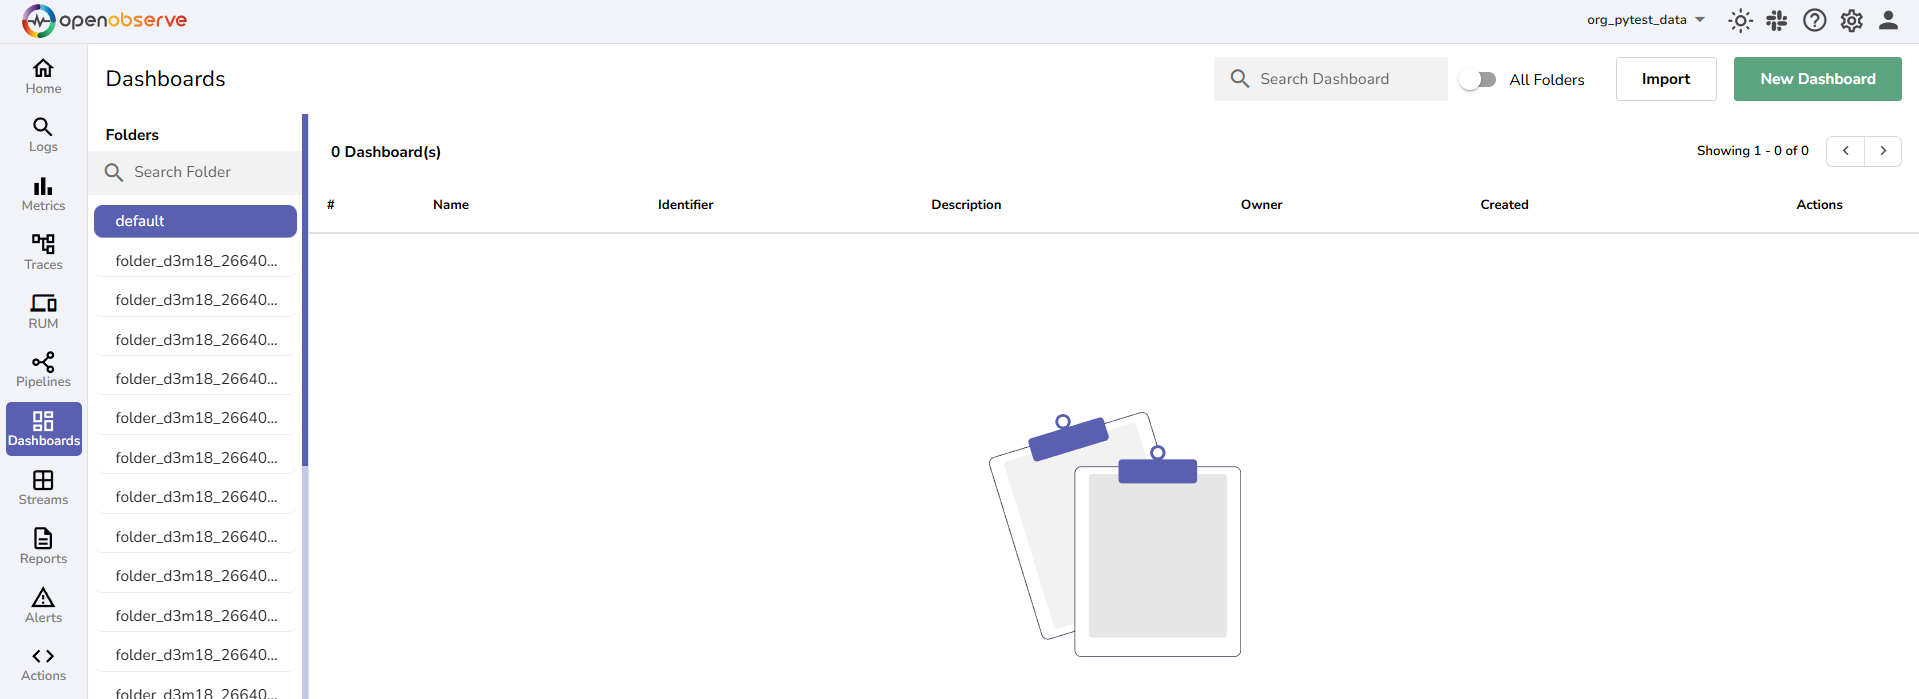 openobserve
org_pytest_data
Home
Logs
Metrics
Traces
RUM
Pipelines
Dashboards
Streams
Reports
Alerts
Actions
Dashboards
Search Dashboard
All Folders
Import
New Dashboard
Folders
Search Folder
default
folder_d3m18_26640...
folder_d3m18_26640...
folder_d3m18_26640...
folder_d3m18_26640...
folder_d3m18_26640...
folder_d3m18_26640...
folder_d3m18_26640...
folder_d3m18_26640...
folder_d3m18_26640...
folder_d3m18_26640...
folder_d3m18_26640...
folder_d3m18_26640...
0 Dashboard(s)
Showing 1 - 0 of 0
# Name Identifier Description Owner Created Actions